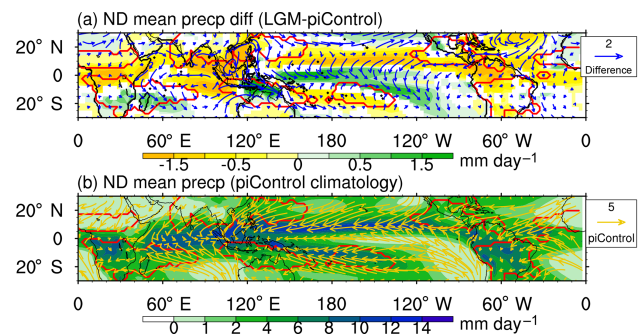 (a) ND mean precp diff (LGM-piControl)
20° N
0
20° S
2
Difference
0 60° E 120° E 180 120° W 60° W 0
-1.5 -0.5 0 0.5 1.5 mm day⁻¹
(b) ND mean precp (piControl climatology)
20° N
0
20° S
5
piControl
0 60° E 120° E 180 120° W 60° W 0
0 1 2 4 6 8 10 12 14 mm day⁻¹